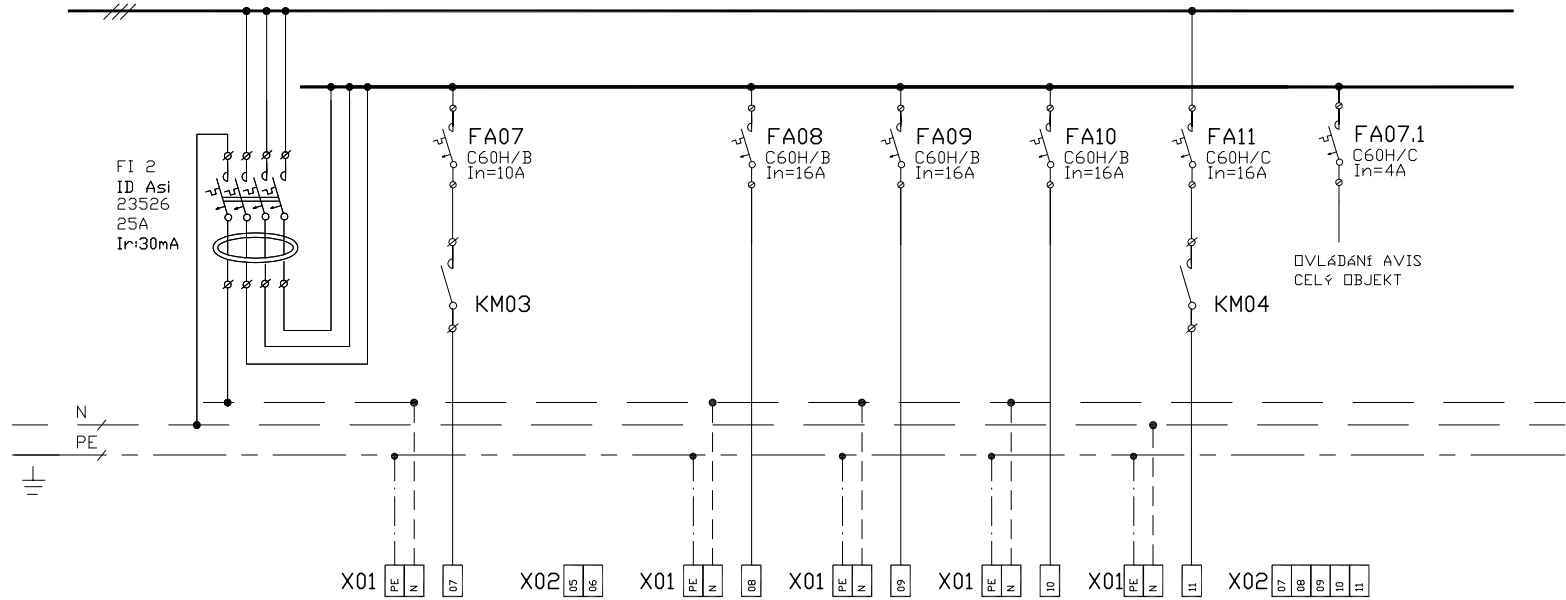 FI 2
ID Asi
23526
25A
Ir:30mA
FA07
C60H/B
In=10A
KM03
FA08
C60H/B
In=16A
FA09
C60H/B
In=16A
FA10
C60H/B
In=16A
FA11
C60H/C
In=16A
KM04
FA07.1
C60H/C
In=4A
OVLÁDÁNÍ AVIS
CELÝ OBJEKT
N
PE
X01 PE N 07
X02 05 06
X01 PE N 08
X01 PE N 09
X01 PE N 10
X01 PE N 11
X02 07 08 09 10 11